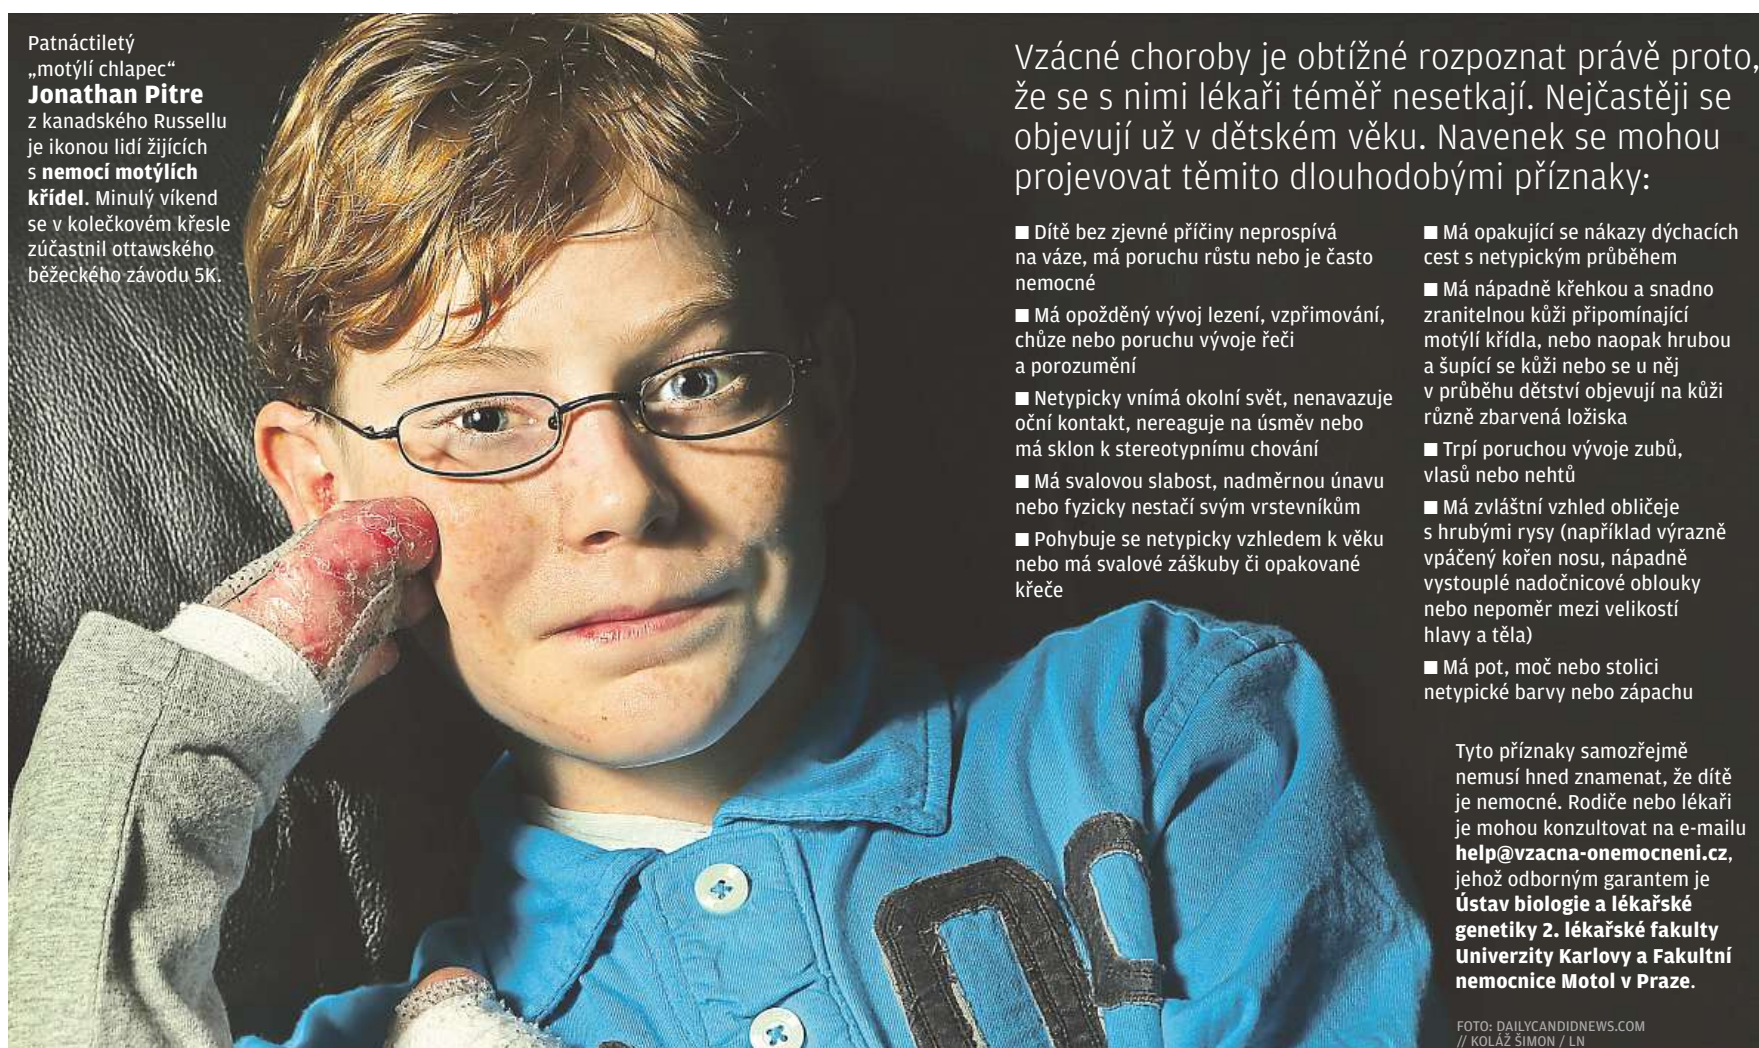 Patnáctiletý
„motýlí chlapec“
Jonathan Pitre
z kanadského Russellu
je ikonou lidí žijících
s nemocí motýlích
křídel. Minulý víkend
se v kolečkovém křesle
zúčastnil ottawského
běžeckého závodu 5K.
Vzácné choroby je obtížné rozpoznat právě proto,
že se s nimi lékaři téměř nesetkají. Nejčastěji se
objevují už v dětském věku. Navenek se mohou
projevovat těmito dlouhodobými příznaky:
■ Dítě bez zjevné příčiny neprospívá
na váze, má poruchu růstu nebo je často
nemocné
■ Má opožděný vývoj lezení, vzpřimování,
chůze nebo poruchu vývoje řeči
a porozumění
■ Netypicky vnímá okolní svět, nenavazuje
oční kontakt, nereaguje na úsměv nebo
má sklon k stereotypnímu chování
■ Má svalovou slabost, nadměrnou únavu
nebo fyzicky nestačí svým vrstevníkům
■ Pohybuje se netypicky vzhledem k věku
nebo má svalové záškuby či opakované
křeče
■ Má opakující se nákazy dýchacích
cest s netypickým průběhem
■ Má nápadně křehkou a snadno
zranitelnou kůži připomínající
motýlí křídla, nebo naopak hrubou
a šupící se kůži nebo se u něj
v průběhu dětství objevují na kůži
různě zbarvená ložiska
■ Trpí poruchou vývoje zubů,
vlasů nebo nehtů
■ Má zvláštní vzhled obličeje
s hrubými rysy (například výrazně
vpáčený kořen nosu, nápadně
vystouplé nadočnicové oblouky
nebo nepoměr mezi velikostí
hlavy a těla)
■ Má pot, moč nebo stolici
netypické barvy nebo zápachu
Tyto příznaky samozřejmě
nemusí hned znamenat, že dítě
je nemocné. Rodiče nebo lékaři
je mohou konzultovat na e-mailu
help@vzacna-onemocneni.cz,
jehož odborným garantem je
Ústav biologie a lékařské
genetiky 2. lékařské fakulty
Univerzity Karlovy a Fakultní
nemocnice Motol v Praze.
FOTO: DAILYCANDIDNEWS.COM
// KOLÁŽ ŠIMON / LN